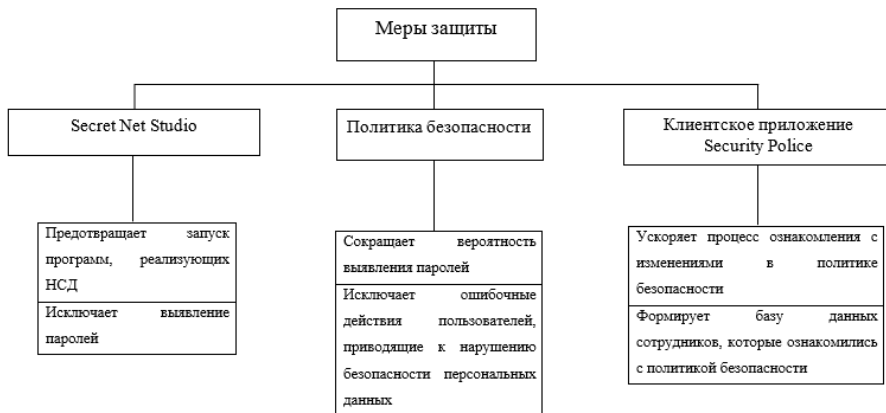 Меры защиты
Secret Net Studio
Политика безопасности
Клиентское приложение
Security Police
Предотвращает запуск
программ, реализующих
НСД
Исключает выявление
паролей
Сокращает вероятность
выявления паролей
Исключает ошибочные
действия пользователей,
приводящие к нарушению
безопасности персональных
данных
Ускоряет процесс ознакомления с
изменениями в политике
безопасности
Формирует базу данных
сотрудников, которые ознакомились
с политикой безопасности